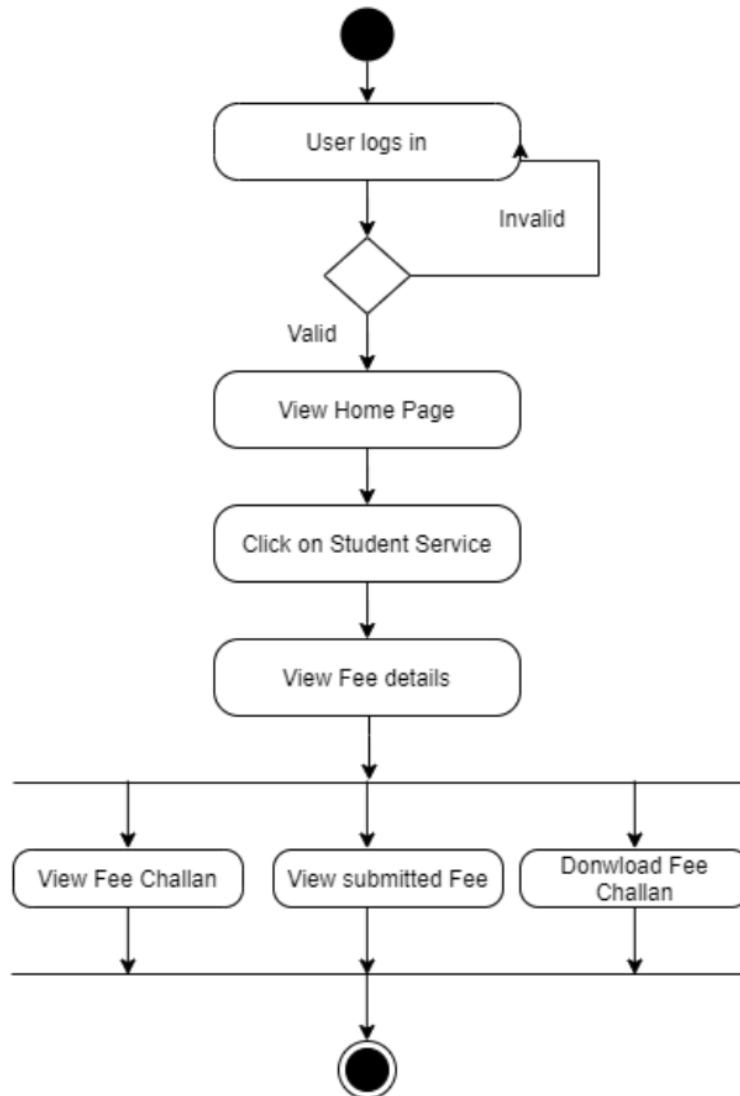 User logs in
Invalid
Valid
View Home Page
Click on Student Service
View Fee details
View Fee Challan
View submitted Fee
Donwload Fee
Challan